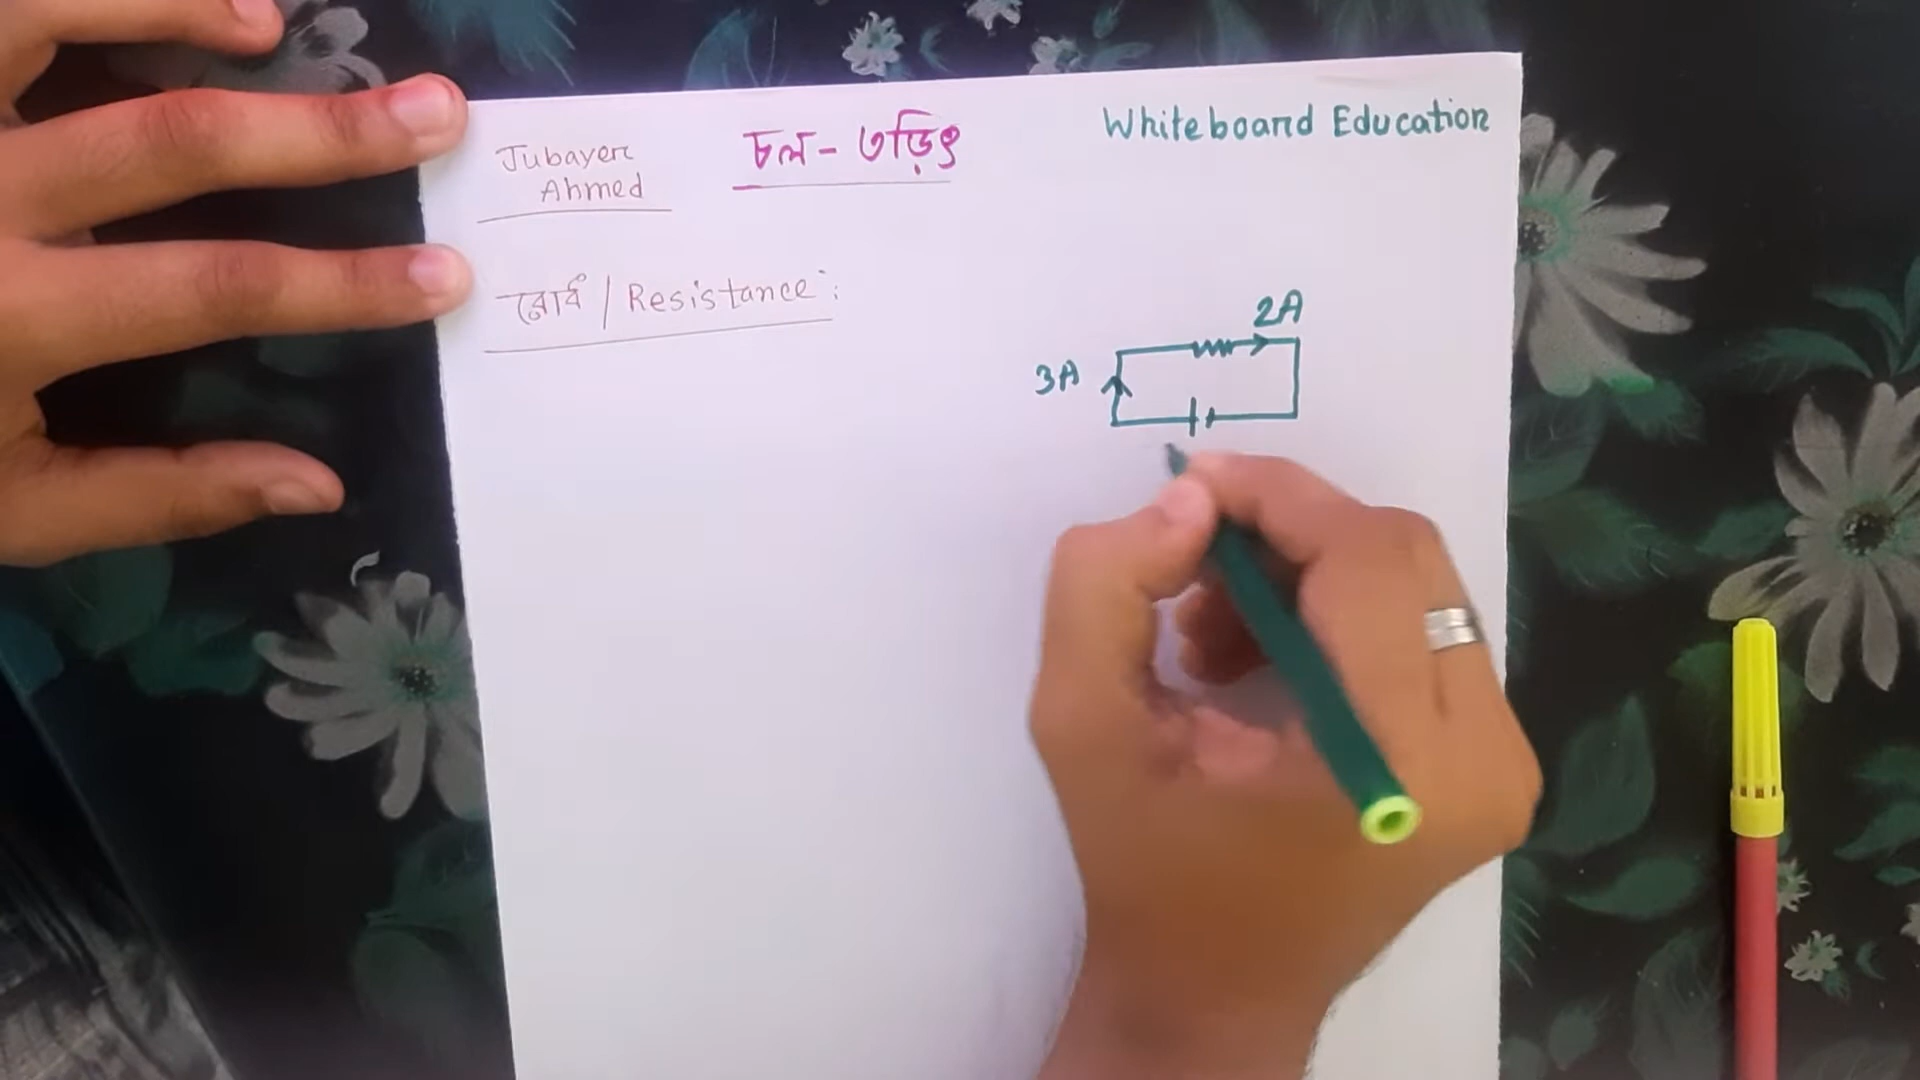 Jubayer
Ahmed
চল-তড়িৎ
Whiteboard Education
রোধ / Resistance :
2A
3A